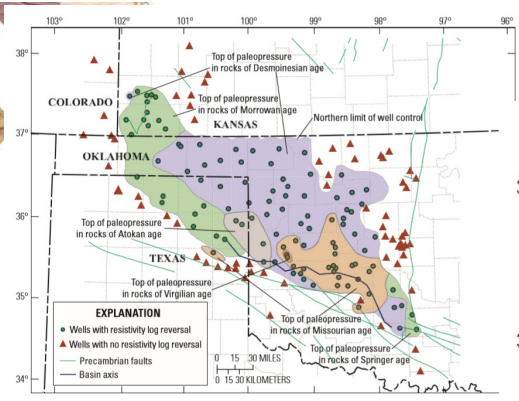 103°
102°
101°
100°
99°
98°
97°
96°
38°
37°
36°
35°
34°
Top of paleopressure
in rocks of Desmoinesian age
Top of paleopressure
in rocks of Morrowan age
COLORADO
KANSAS
Northern limit of well control
OKLAHOMA
Top of paleopressure
in rocks of Atokan age
TEXAS
Top of paleopressure
in rocks of Virgilian age
Top of paleopressure
in rocks of Missourian age
Top of paleopressure
in rocks of Springer age
EXPLANATION
Wells with resistivity log reversal
Wells with no resistivity log reversal
Precambrian faults
Basin axis
0 15 30 MILES
0 15 30 KILOMETERS